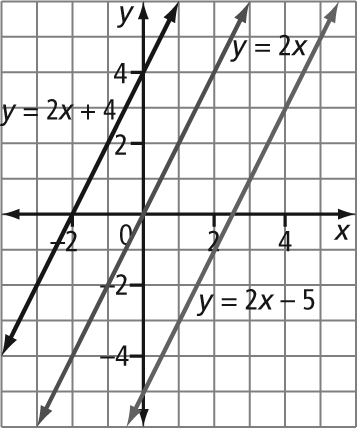 y
y = 2x
4
y = 2x + 4
2
−2
0
2
4
x
−2
y = 2x − 5
−4